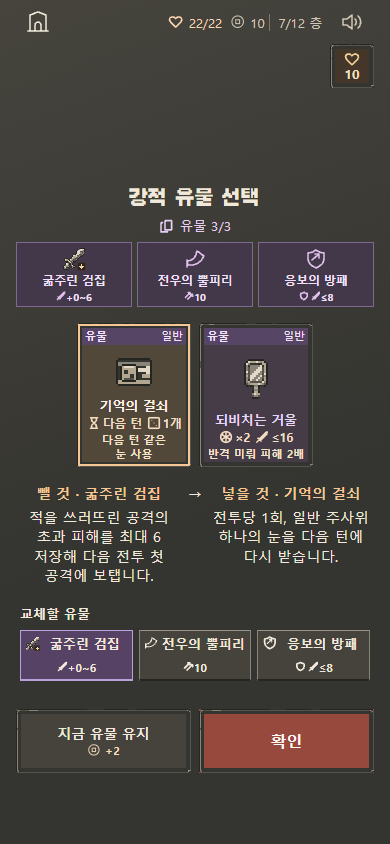 22/22 10 7/12 층
10
강적 유물 선택
유물 3/3
굶주린 검집
+0~6
전우의 뿔피리
10
응보의 방패
≤8
유물 일반
기억의 걸쇠
다음 턴 1개
다음 턴 같은
눈 사용
유물 일반
되비치는 거울
×2 ≤16
반격 미뤄 피해 2배
뺄 것 · 굶주린 검집 → 넣을 것 · 기억의 걸쇠
적을 쓰러뜨린 공격의
초과 피해를 최대 6
저장해 다음 전투 첫
공격에 보탭니다.
전투당 1회, 일반 주사위
하나의 눈을 다음 턴에
다시 받습니다.
교체할 유물
굶주린 검집
+0~6
전우의 뿔피리
10
응보의 방패
≤8
지금 유물 유지
+2
확인